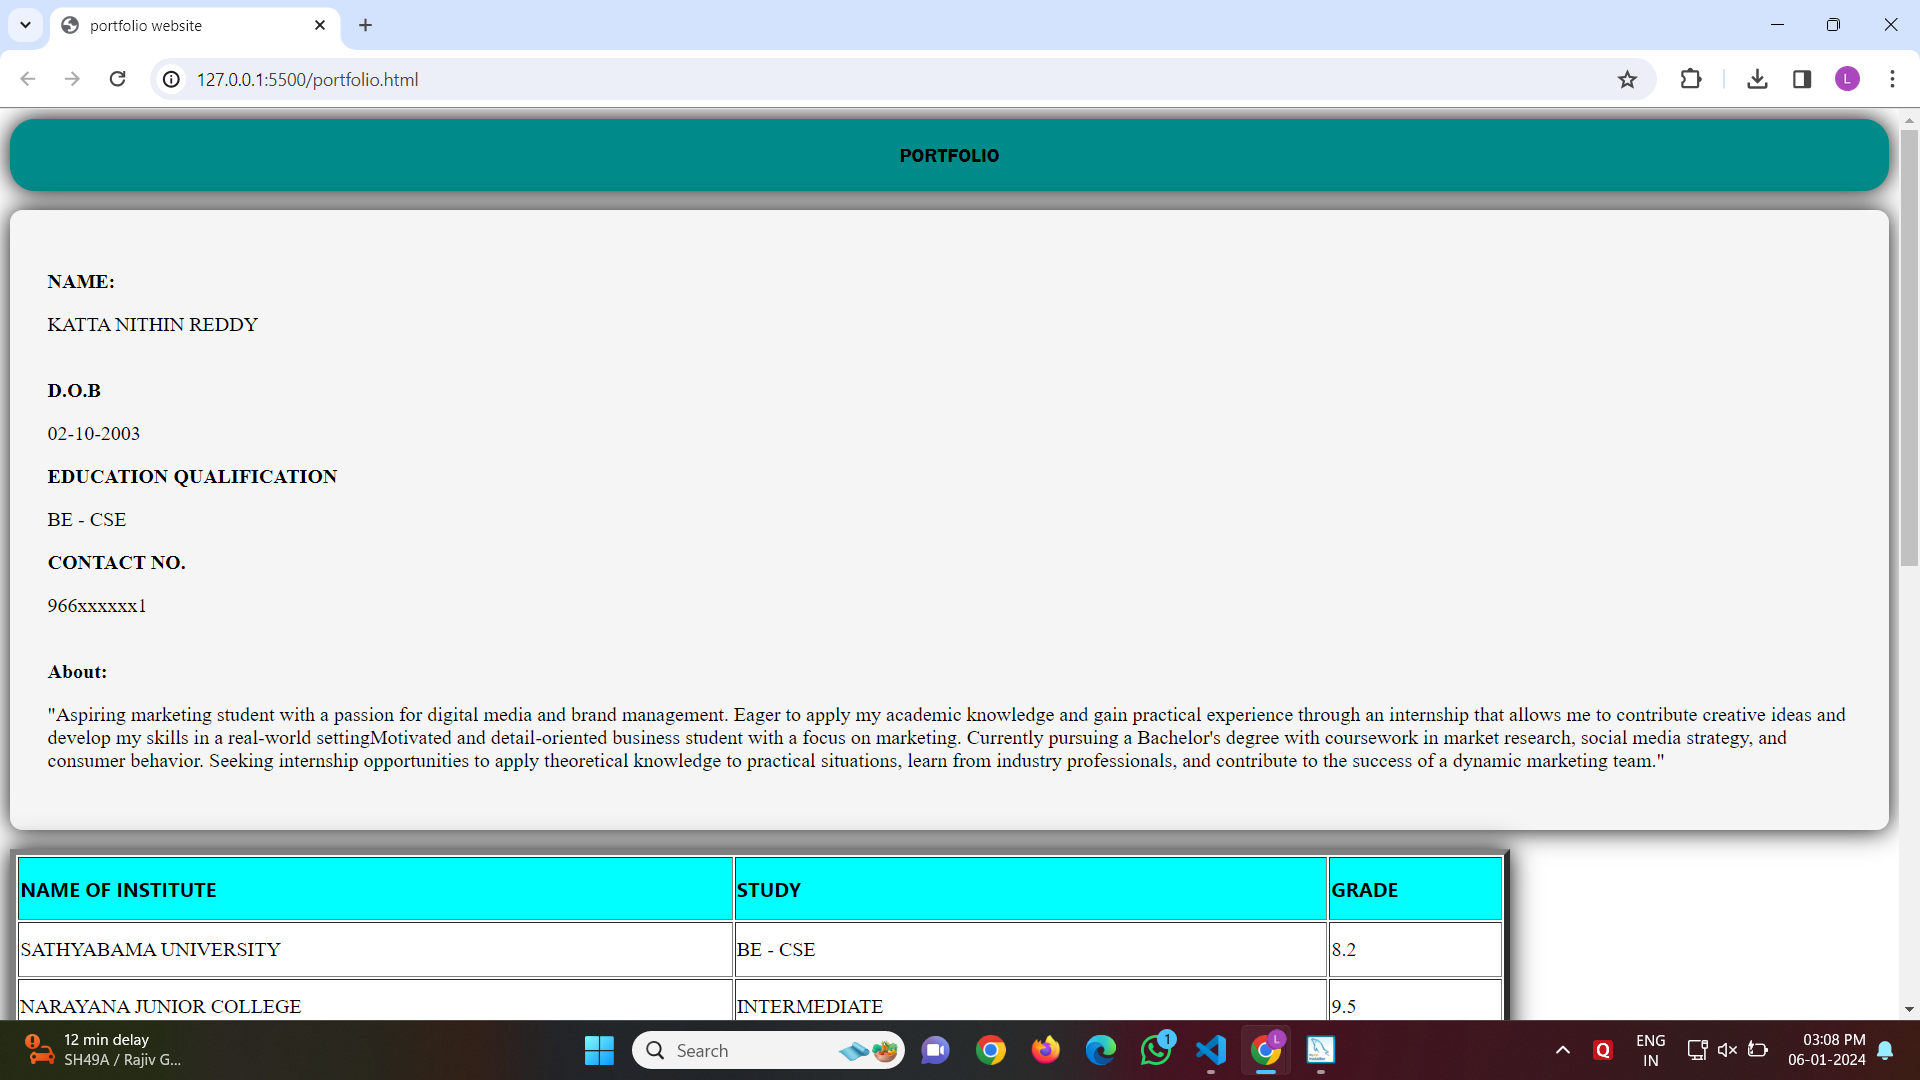 portfolio website
127.0.0.1:5500/portfolio.html
L
PORTFOLIO
NAME:
KATTA NITHIN REDDY
D.O.B
02-10-2003
EDUCATION QUALIFICATION
BE - CSE
CONTACT NO.
966xxxxxx1
About:
"Aspiring marketing student with a passion for digital media and brand management. Eager to apply my academic knowledge and gain practical experience through an internship that allows me to contribute creative ideas and
develop my skills in a real-world settingMotivated and detail-oriented business student with a focus on marketing. Currently pursuing a Bachelor's degree with coursework in market research, social media strategy, and
consumer behavior. Seeking internship opportunities to apply theoretical knowledge to practical situations, learn from industry professionals, and contribute to the success of a dynamic marketing team."
NAME OF INSTITUTE STUDY GRADE
SATHYABAMA UNIVERSITY BE - CSE 8.2
NARAYANA JUNIOR COLLEGE INTERMEDIATE 9.5
12 min delay
SH49A / Rajiv G...
Search
1
L
Q
ENG
IN
03:08 PM
06-01-2024